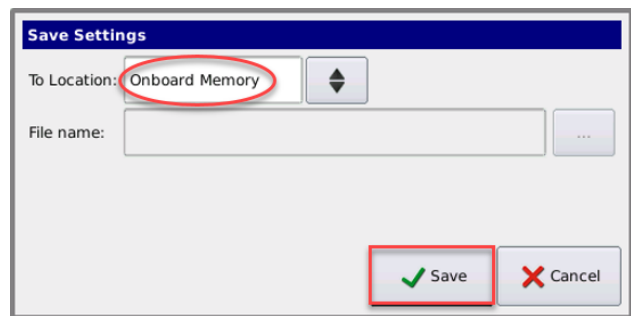 Save Settings
To Location: Onboard Memory
File name:
...
Save Cancel